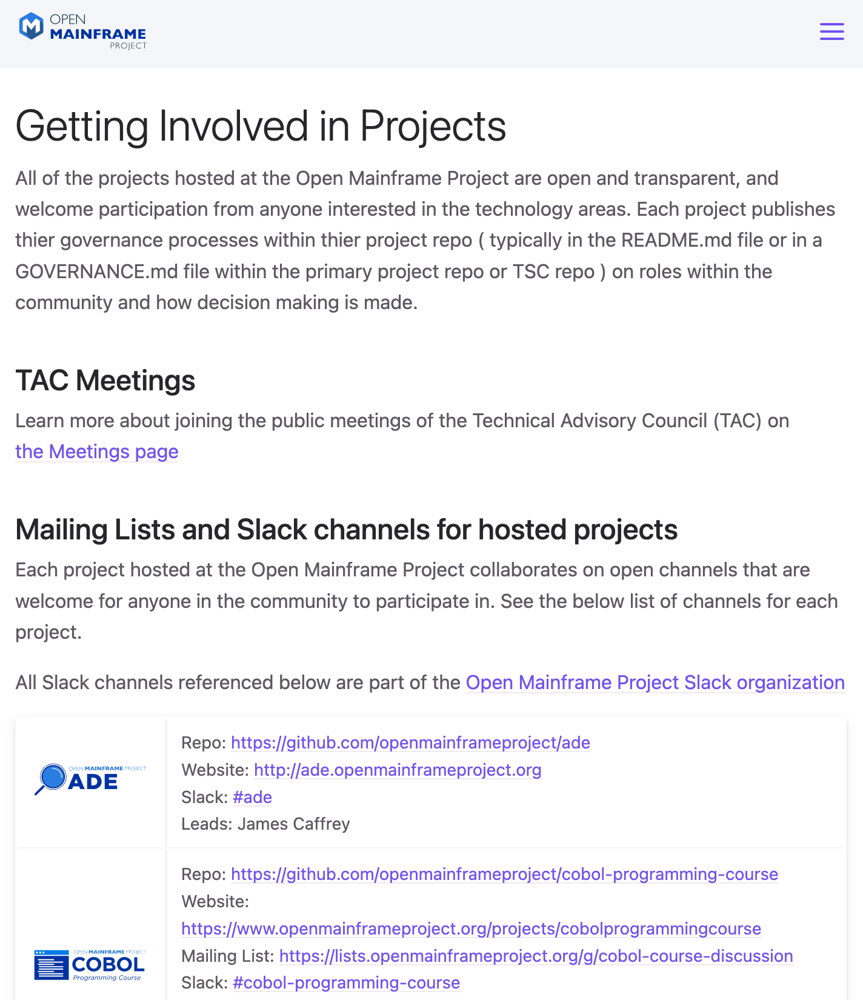 OPEN
MAINFRAME
PROJECT
Getting Involved in Projects
All of the projects hosted at the Open Mainframe Project are open and transparent, and
welcome participation from anyone interested in the technology areas. Each project publishes
thier governance processes within thier project repo ( typically in the README.md file or in a
GOVERNANCE.md file within the primary project repo or TSC repo ) on roles within the
community and how decision making is made.
TAC Meetings
Learn more about joining the public meetings of the Technical Advisory Council (TAC) on
the Meetings page
Mailing Lists and Slack channels for hosted projects
Each project hosted at the Open Mainframe Project collaborates on open channels that are
welcome for anyone in the community to participate in. See the below list of channels for each
project.
All Slack channels referenced below are part of the Open Mainframe Project Slack organization
OPEN MAINFRAME PROJECT
ADE
Repo: https://github.com/openmainframeproject/ade
Website: http://ade.openmainframeproject.org
Slack: #ade
Leads: James Caffrey
OPEN MAINFRAME PROJECT
COBOL
Programming Course
Repo: https://github.com/openmainframeproject/cobol-programming-course
Website:
https://www.openmainframeproject.org/projects/cobolprogrammingcourse
Mailing List: https://lists.openmainframeproject.org/g/cobol-course-discussion
Slack: #cobol-programming-course